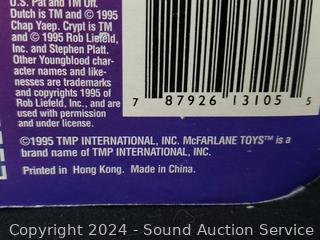 U.S. Pat and TM Off.
Dutch is TM and © 1995
Chap Yaep. Crypt is TM
and © 1995 Rob Liefeld,
Inc. and Stephen Platt.
Other Youngblood char-
acter names and like-
nesses are trademarks
and copyrights 1995 of
Rob Liefeld, Inc., and are
used with permission
and under license.
7 87926 13105 5
©1995 TMP INTERNATIONAL, INC. McFARLANE TOYS™ is a
brand name of TMP INTERNATIONAL, INC.
Printed in Hong Kong. Made in China.
Copyright 2024 - Sound Auction Service